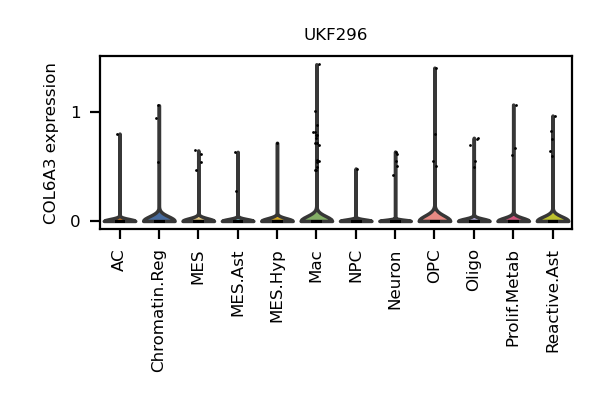 UKF296
COL6A3 expression
1
0
AC
Chromatin.Reg
MES
MES.Ast
MES.Hyp
Mac
NPC
Neuron
OPC
Oligo
Prolif.Metab
Reactive.Ast